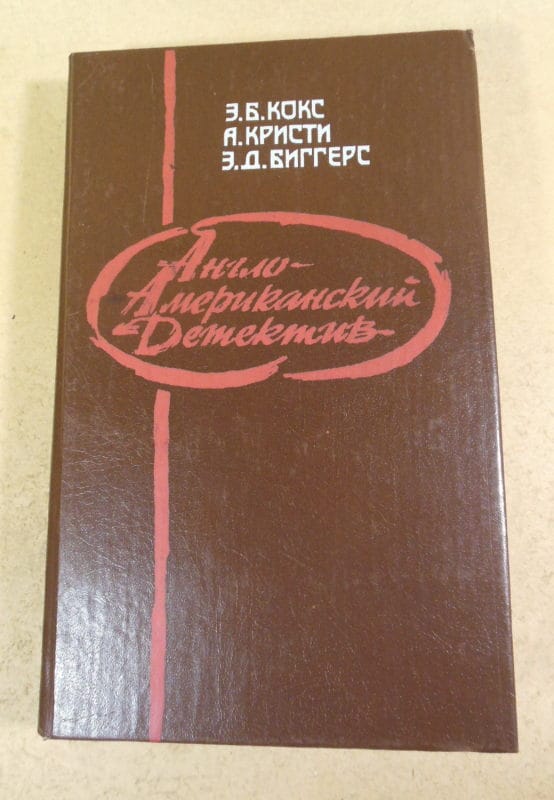 Э.Б.КОКС
А.КРИСТИ
Э.Д.БИГГЕРС
Англо-
Американский
Детектив